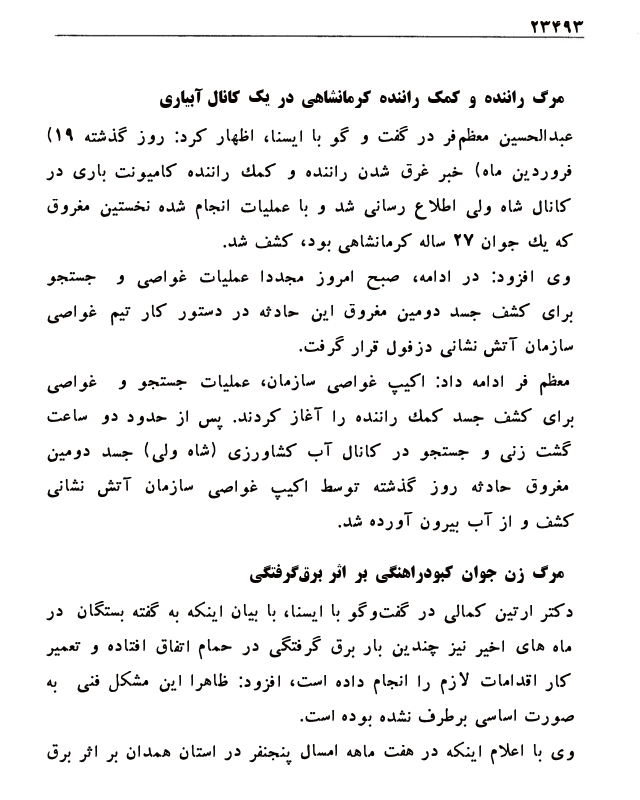 ۲۳۴۹۳
مرگ راننده و کمک راننده کرمانشاهی در یک کانال آبیاری
عبدالحسین معظم‌فر در گفت و گو با ایسنا، اظهار کرد: روز گذشته ۱۹)
فروردین ماه) خبر غرق شدن راننده و کمك راننده کامیونت باری در
کانال شاه ولی اطلاع رسانی شد و با عملیات انجام شده نخستین مغروق
که یك جوان ۲۷ ساله کرمانشاهی بود، کشف شد.
وی افزود: در ادامه، صبح امروز مجددا عملیات غواصی و جستجو
برای کشف جسد دومین مغروق این حادثه در دستور کار تیم غواصی
سازمان آتش نشانی دزفول قرار گرفت.
معظم فر ادامه داد: اکیپ غواصی سازمان، عملیات جستجو و غواصی
برای کشف جسد کمك راننده را آغاز کردند. پس از حدود دو ساعت
گشت زنی و جستجو در کانال آب کشاورزی (شاه ولی) جسد دومین
مغروق حادثه روز گذشته توسط اکیپ غواصی سازمان آتش نشانی
کشف و از آب بیرون آورده شد.
مرگ زن جوان کبودراهنگی بر اثر برق‌گرفتگی
دکتر ارتین کمالی در گفت‌وگو با ایسنا، با بیان اینکه به گفته بستگان در
ماه های اخیر نیز چندین بار برق گرفتگی در حمام اتفاق افتاده و تعمیر
کار اقدامات لازم را انجام داده است، افزود: ظاهرا این مشکل فنی به
صورت اساسی برطرف نشده بوده است.
وی با اعلام اینکه در هفت ماهه امسال پنجنفر در استان همدان بر اثر برق